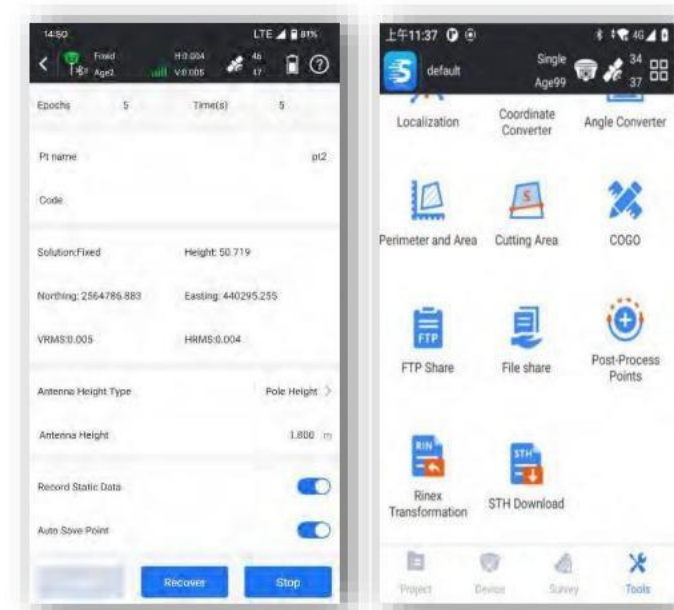 14:50 LTE 81%
Fixed H:0.004 46
Age2 V:0.005 47
Epochs 5 Time(s) 5
Pt name pt2
Code
Solution:Fixed Height: 50.719
Northing: 2564786.883 Easting: 440295.255
VRMS:0.005 HRMS:0.004
Antenna Height Type Pole Height >
Antenna Height 1.800 m
Record Static Data
Auto Save Point
Recover Stop
上午11:37 4G
default Single 34
Age99 37
Localization Coordinate Converter Angle Converter
S
Perimeter and Area Cutting Area COGO
FTP
FTP Share File share Post-Process Points
RIN STH
Rinex Transformation STH Download
Project Device Survey Tools